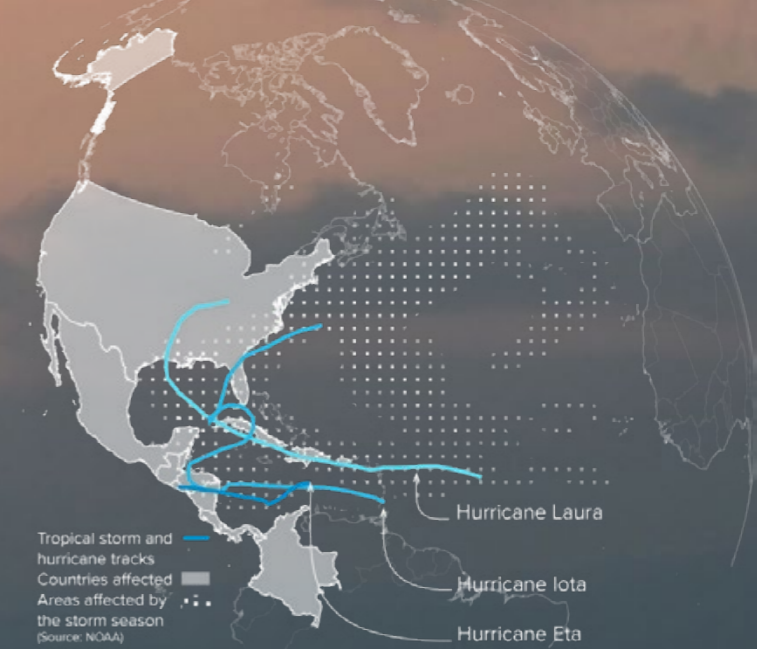 Hurricane Laura
Tropical storm and
hurricane tracks
Countries affected
Areas affected by
the storm season
(Source: NOAA)
Hurricane Iota
Hurricane Eta